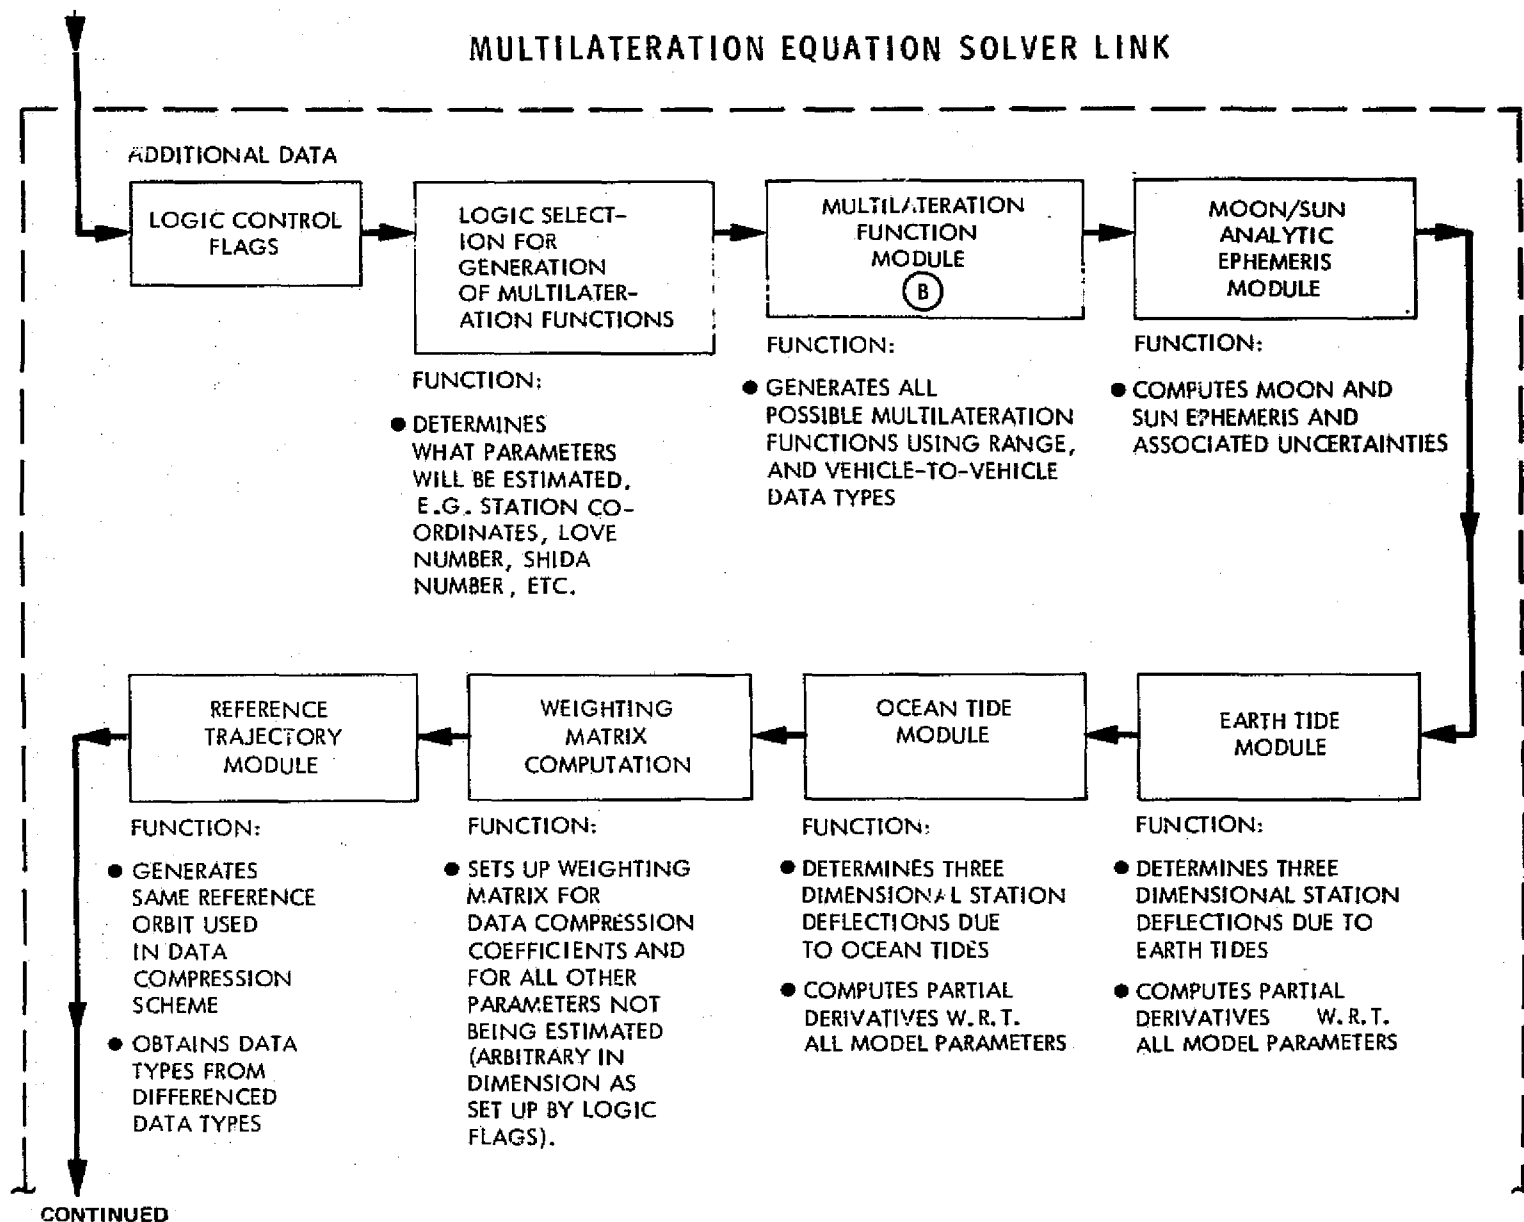 MULTILATERATION EQUATION SOLVER LINK
ADDITIONAL DATA
LOGIC CONTROL
FLAGS
LOGIC SELECT-
ION FOR
GENERATION
OF MULTILATER-
ATION FUNCTIONS
FUNCTION:
● DETERMINES
WHAT PARAMETERS
WILL BE ESTIMATED.
E.G. STATION CO-
ORDINATES, LOVE
NUMBER, SHIDA
NUMBER, ETC.
MULTILATERATION
FUNCTION
MODULE
B
FUNCTION:
● GENERATES ALL
POSSIBLE MULTILATERATION
FUNCTIONS USING RANGE,
AND VEHICLE-TO-VEHICLE
DATA TYPES
MOON/SUN
ANALYTIC
EPHEMERIS
MODULE
FUNCTION:
● COMPUTES MOON AND
SUN EPHEMERIS AND
ASSOCIATED UNCERTAINTIES
REFERENCE
TRAJECTORY
MODULE
FUNCTION:
● GENERATES
SAME REFERENCE
ORBIT USED
IN DATA
COMPRESSION
SCHEME
● OBTAINS DATA
TYPES FROM
DIFFERENCED
DATA TYPES
WEIGHTING
MATRIX
COMPUTATION
FUNCTION:
● SETS UP WEIGHTING
MATRIX FOR
DATA COMPRESSION
COEFFICIENTS AND
FOR ALL OTHER
PARAMETERS NOT
BEING ESTIMATED
(ARBITRARY IN
DIMENSION AS
SET UP BY LOGIC
FLAGS).
OCEAN TIDE
MODULE
FUNCTION:
● DETERMINES THREE
DIMENSIONAL STATION
DEFLECTIONS DUE
TO OCEAN TIDES
● COMPUTES PARTIAL
DERIVATIVES W.R.T.
ALL MODEL PARAMETERS
EARTH TIDE
MODULE
FUNCTION:
● DETERMINES THREE
DIMENSIONAL STATION
DEFLECTIONS DUE TO
EARTH TIDES
● COMPUTES PARTIAL
DERIVATIVES W.R.T.
ALL MODEL PARAMETERS
CONTINUED